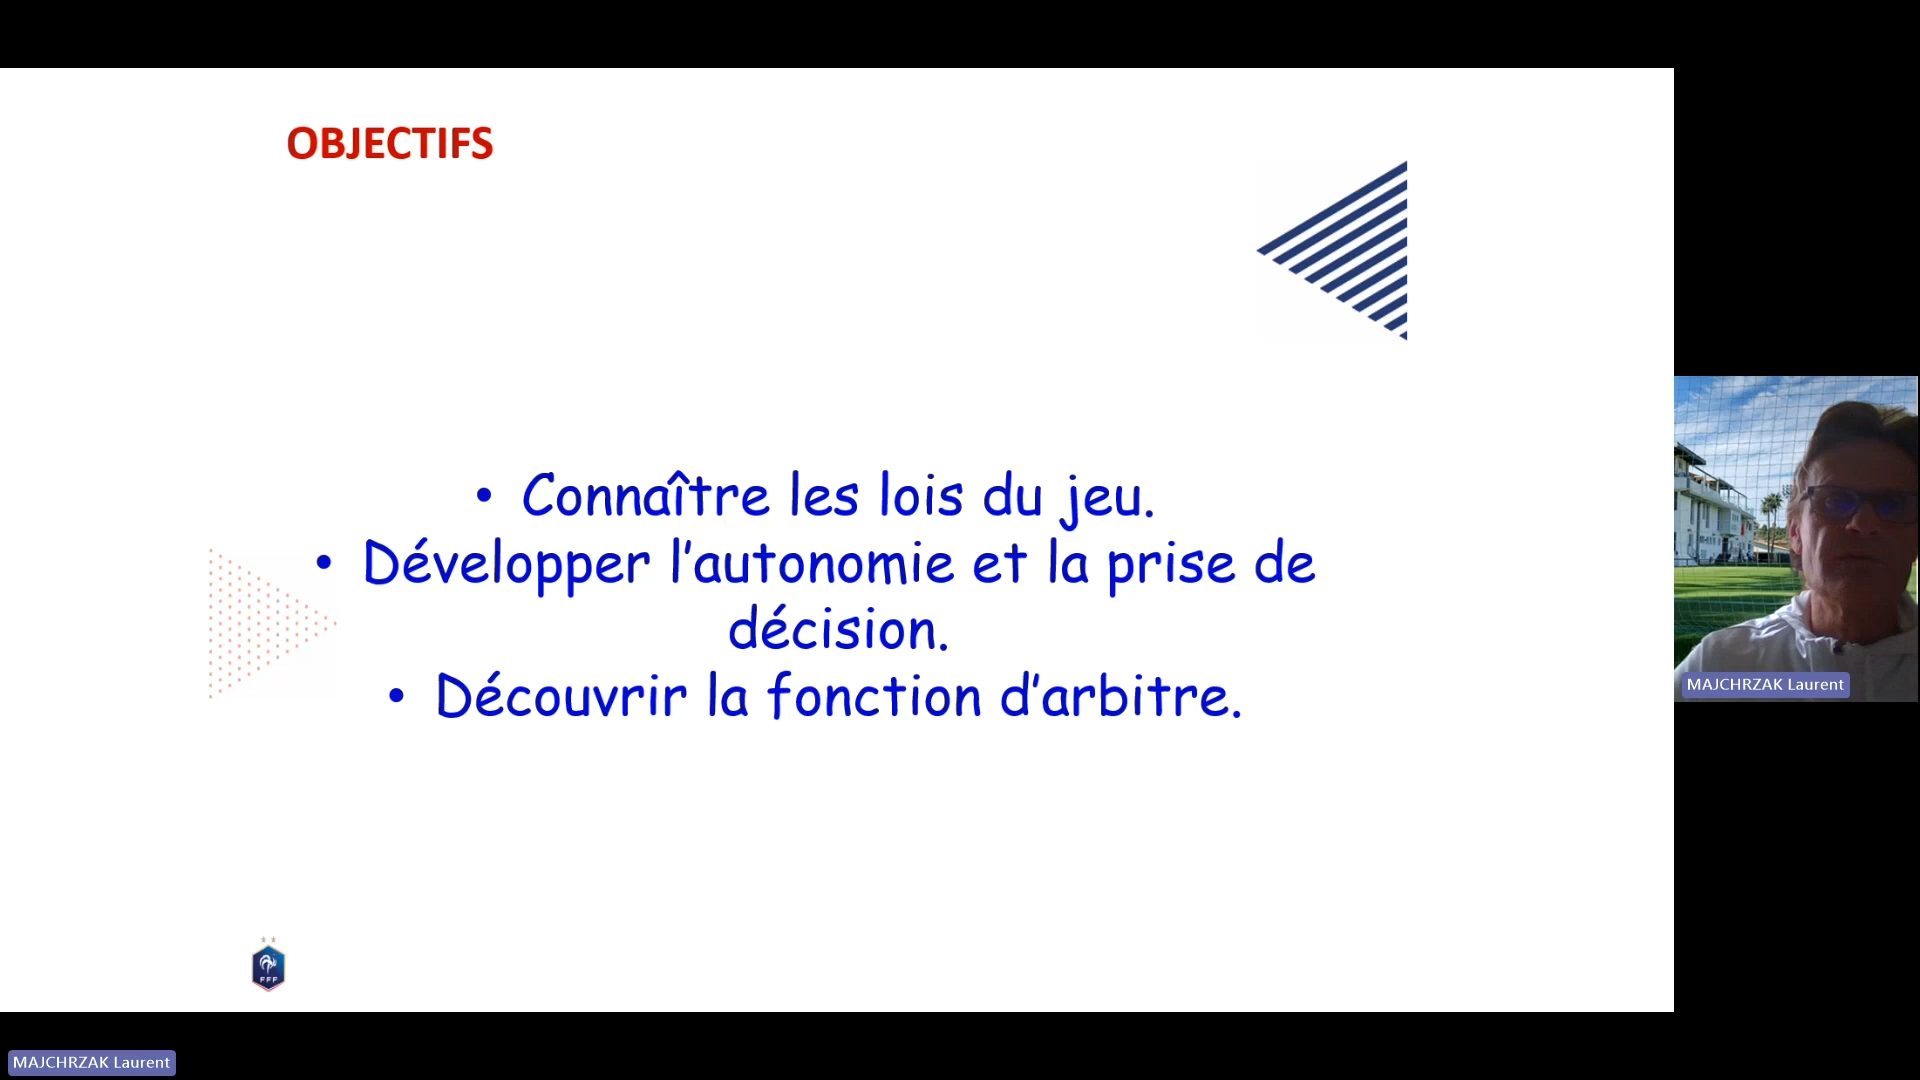 OBJECTIFS
• Connaître les lois du jeu.
• Développer l’autonomie et la prise de
décision.
• Découvrir la fonction d’arbitre.
FFF
MAJCHRZAK Laurent
MAJCHRZAK Laurent